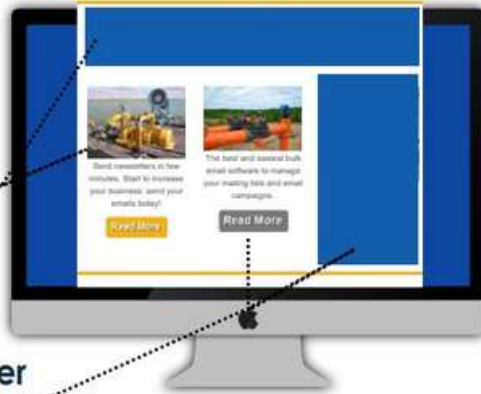 Send newsletters in few
minutes. Start to increase
your business: send your
emails today!
Read More
The best and easiest bulk
email software to manage
your mailing lists and email
campaigns.
Read More
er